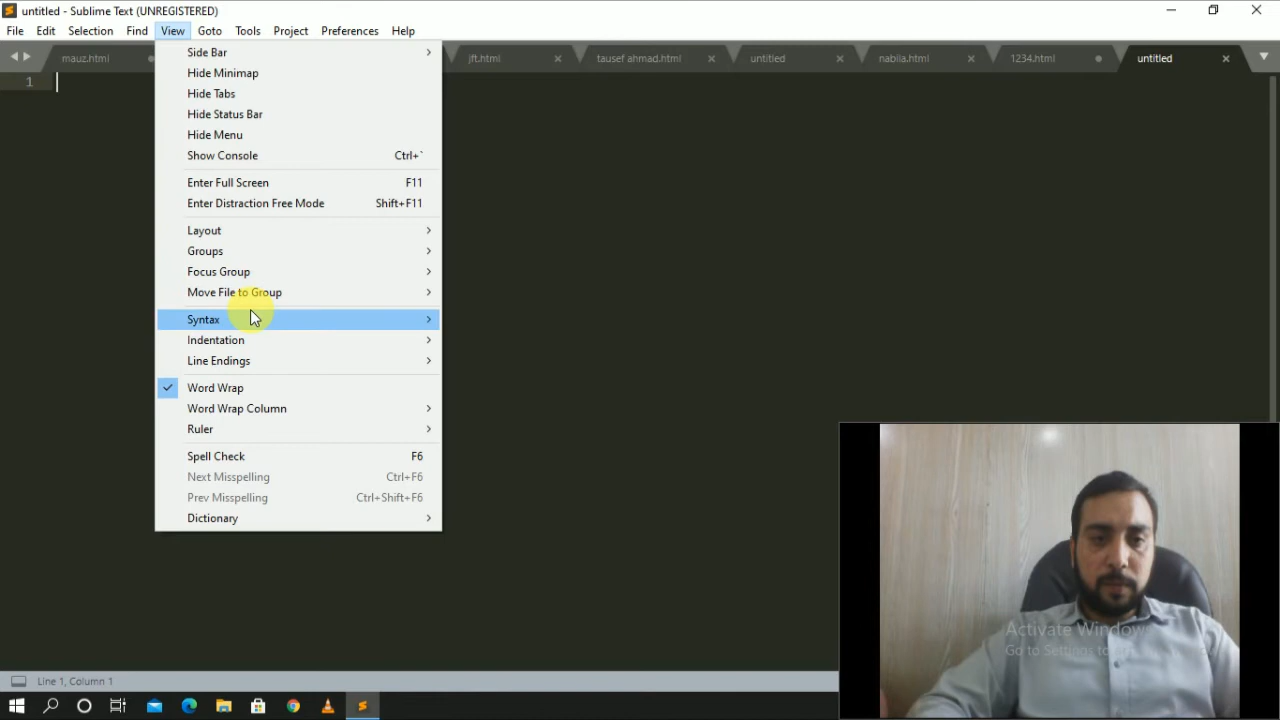 untitled - Sublime Text (UNREGISTERED)
File Edit Selection Find View Goto Tools Project Preferences Help
mauz.html jft.html tausef ahmad.html untitled nabila.html 1234.html untitled
1
Side Bar
Hide Minimap
Hide Tabs
Hide Status Bar
Hide Menu
Show Console Ctrl+`
Enter Full Screen F11
Enter Distraction Free Mode Shift+F11
Layout
Groups
Focus Group
Move File to Group
Syntax
Indentation
Line Endings
Word Wrap
Word Wrap Column
Ruler
Spell Check F6
Next Misspelling Ctrl+F6
Prev Misspelling Ctrl+Shift+F6
Dictionary
Activate Windows
Go to Settings to
Line 1, Column 1